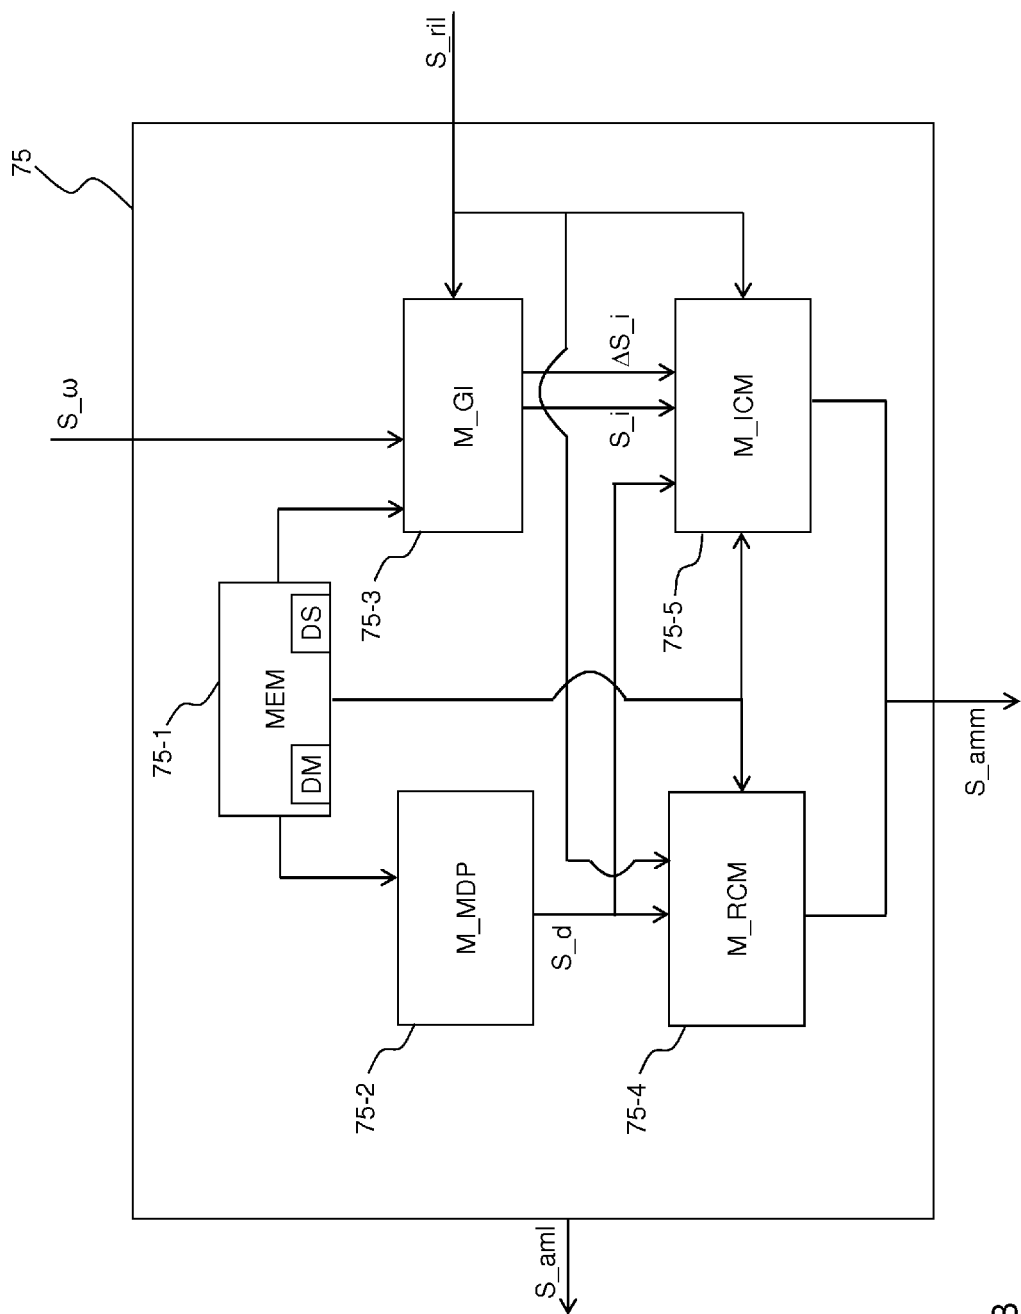 75
S_ril
S_ω
75-1
MEM
DM
DS
75-2
M_MDP
75-3
M_GI
S_d
S_i
ΔS_i
75-4
M_RCM
75-5
M_ICM
S_aml
S_amm